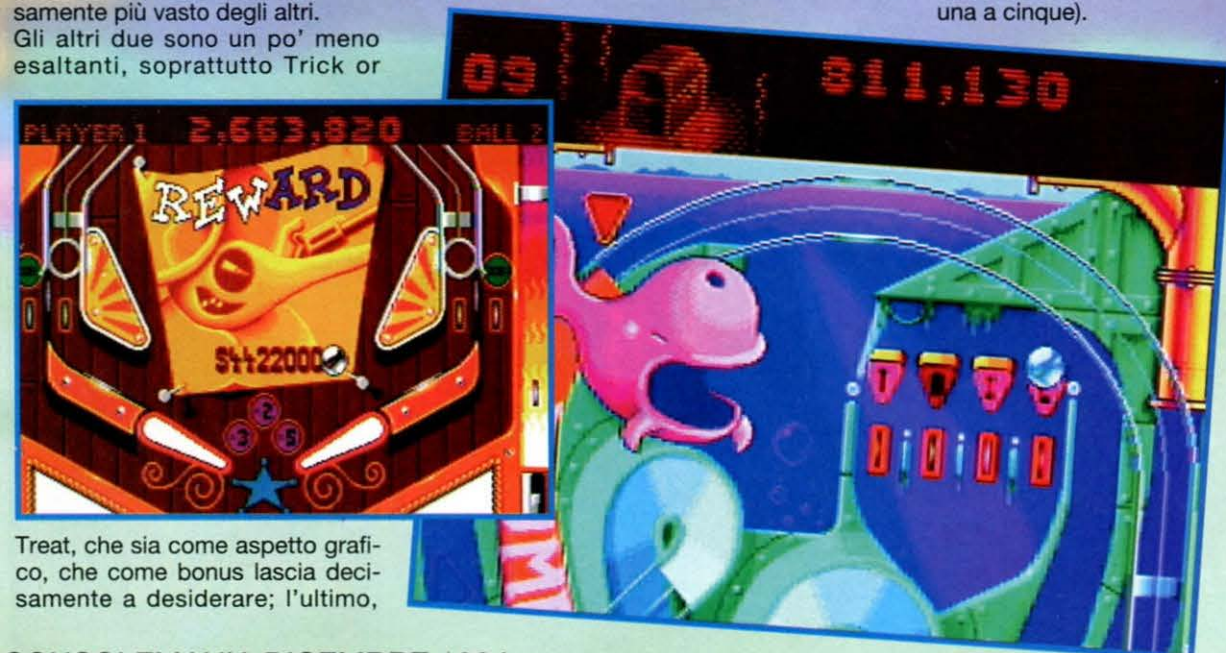 samente più vasto degli altri.
Gli altri due sono un po' meno
esaltanti, soprattutto Trick or
una a cinque).
09 811,130
PLAYER 1 2,663,820 BALL 2
REWARD
$4422000
-2
-3 -5
Treat, che sia come aspetto grafi-
co, che come bonus lascia deci-
samente a desiderare; l'ultimo,